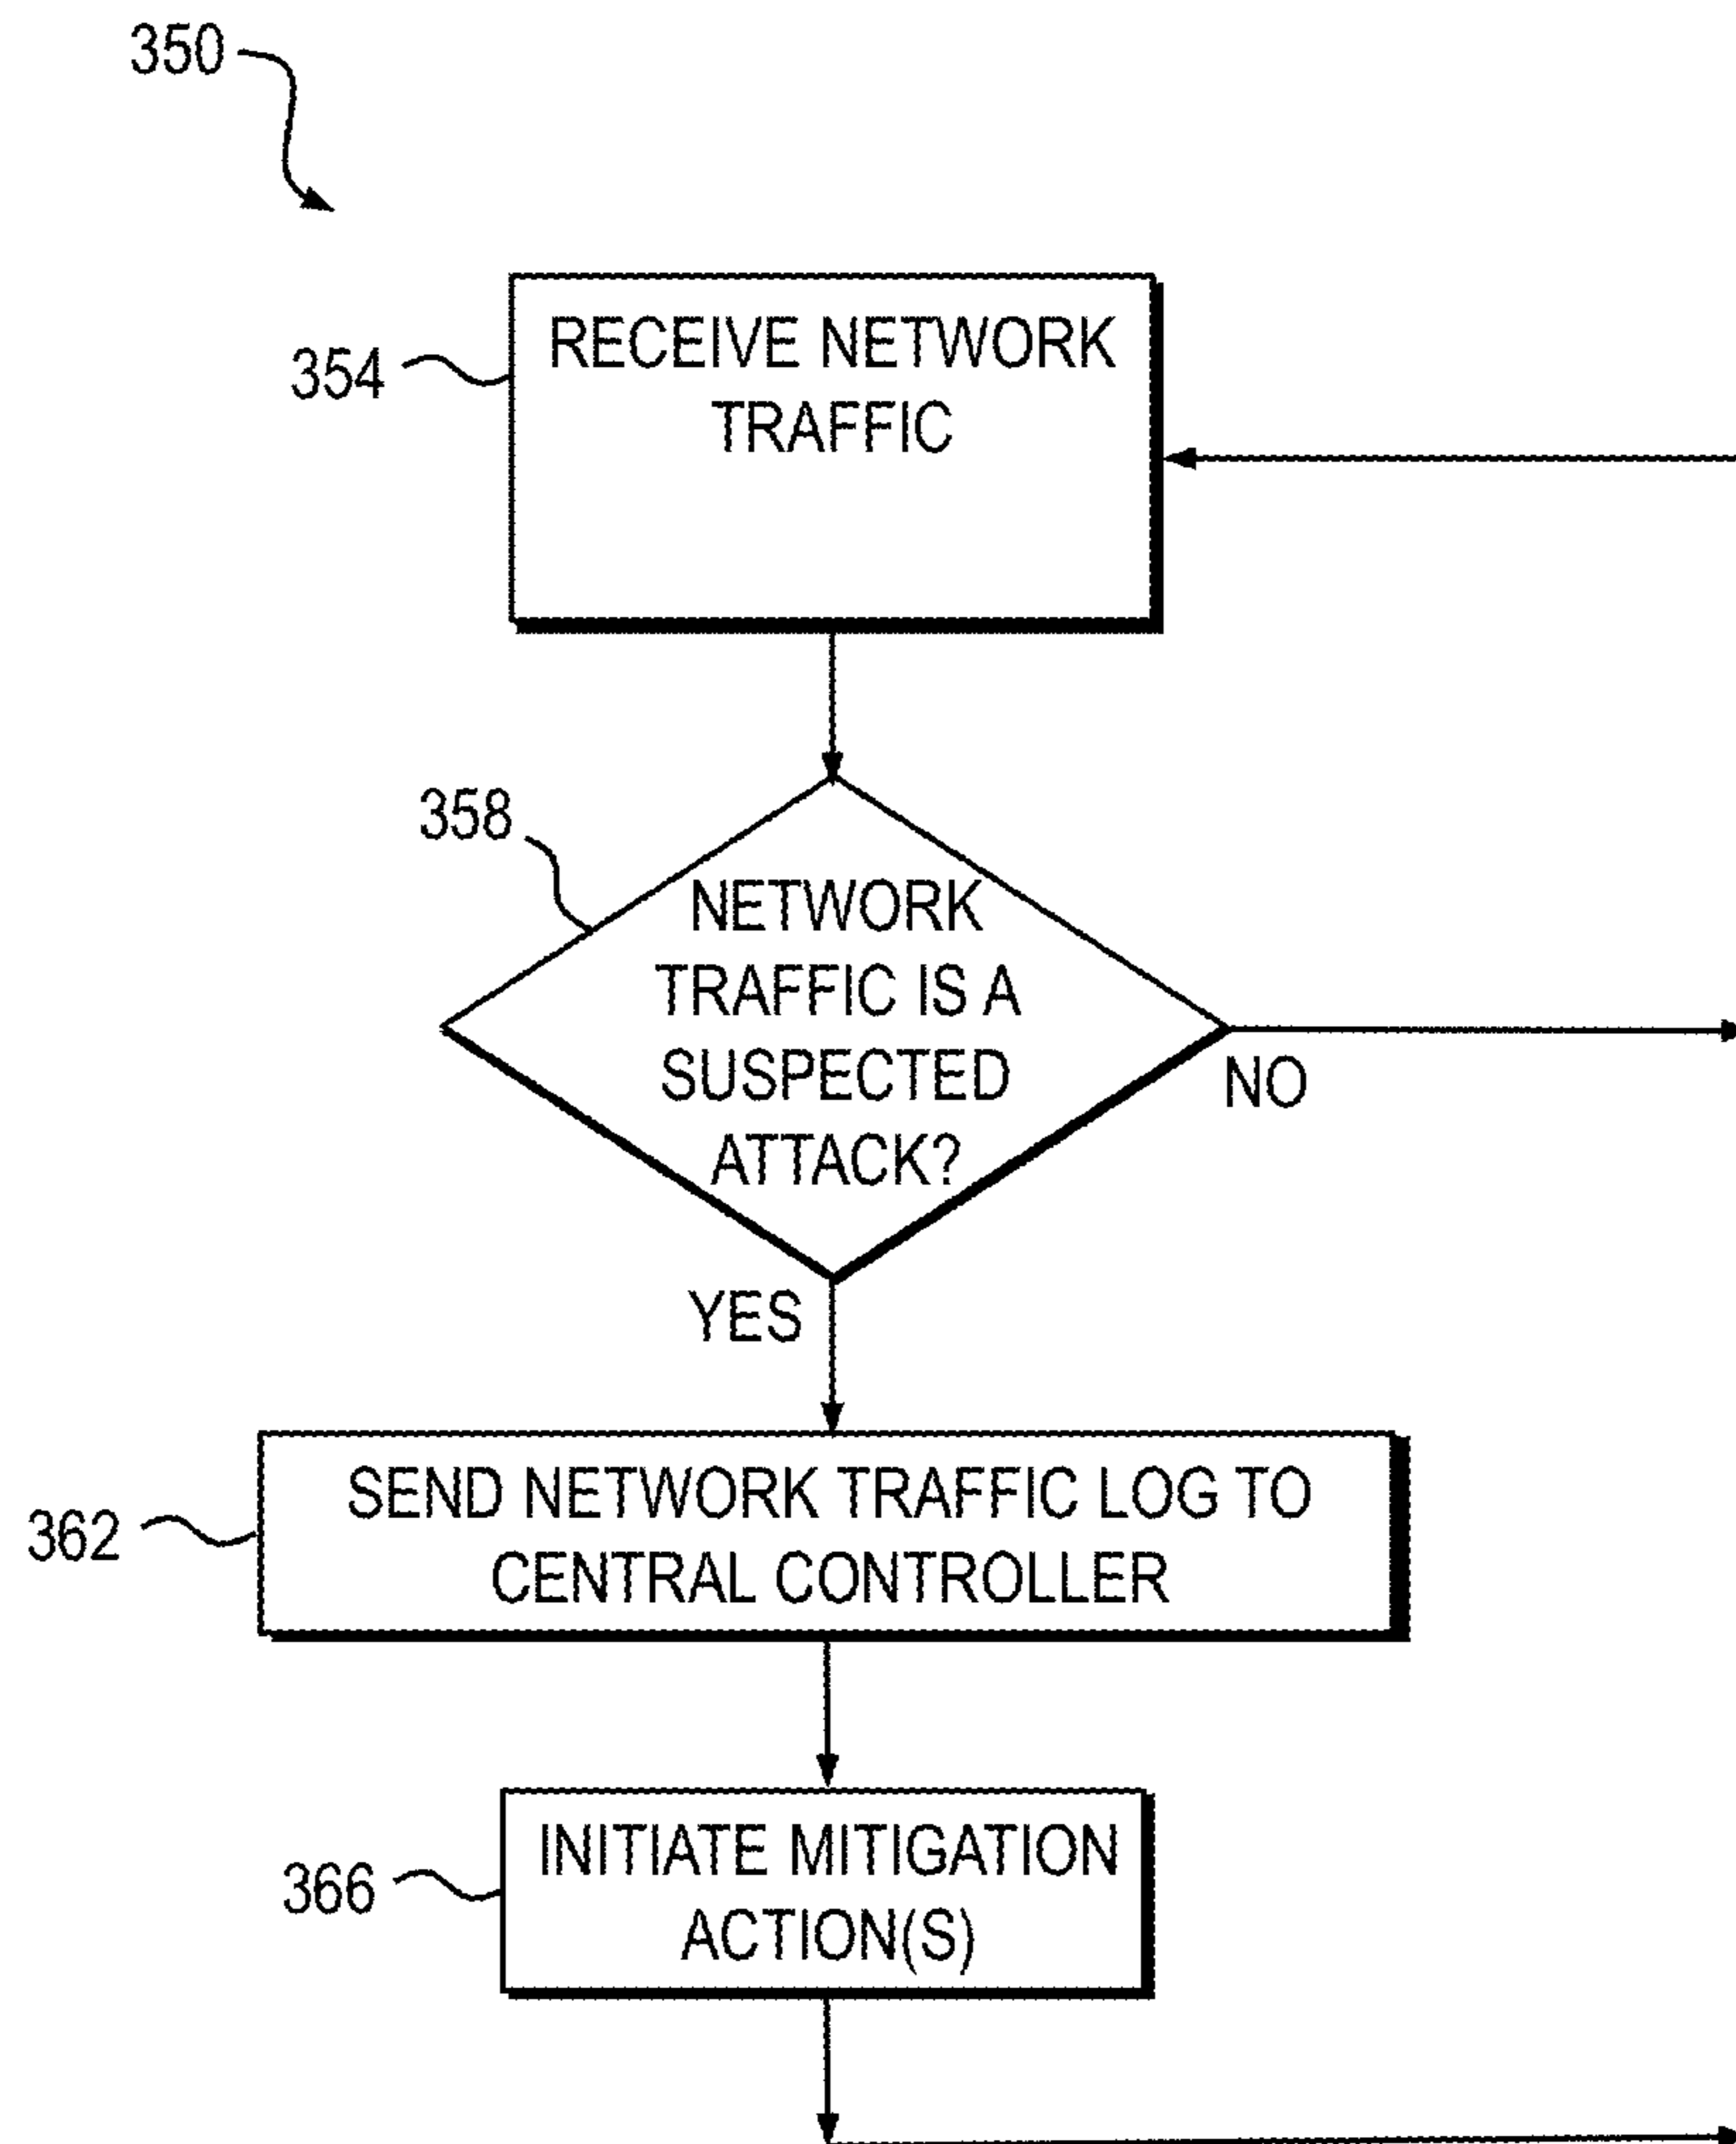 350
354
RECEIVE NETWORK
TRAFFIC
358
NETWORK
TRAFFIC IS A
SUSPECTED
ATTACK?
NO
YES
362
SEND NETWORK TRAFFIC LOG TO
CENTRAL CONTROLLER
366
INITIATE MITIGATION
ACTION(S)